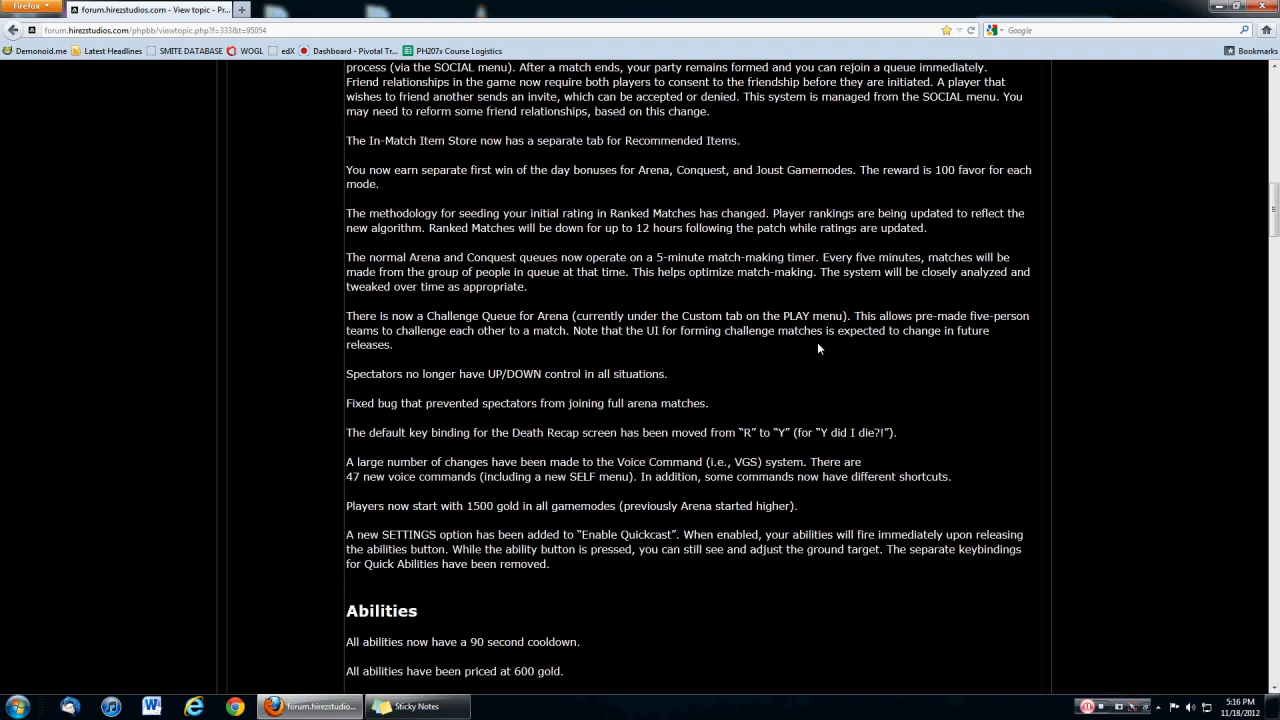 Firefox
forum.hirezstudios.com - View topic - Pr...
forum.hirezstudios.com/phpbb/viewtopic.php?f=333&t=95054
Google
Demonoid.me
Latest Headlines
SMITE DATABASE
WOGL
edX
Dashboard - Pivotal Tr...
PH207x Course Logistics
Bookmarks
process (via the SOCIAL menu). After a match ends, your party remains formed and you can rejoin a queue immediately.
Friend relationships in the game now require both players to consent to the friendship before they are initiated. A player that
wishes to friend another sends an invite, which can be accepted or denied. This system is managed from the SOCIAL menu. You
may need to reform some friend relationships, based on this change.
The In-Match Item Store now has a separate tab for Recommended Items.
You now earn separate first win of the day bonuses for Arena, Conquest, and Joust Gamemodes. The reward is 100 favor for each
mode.
The methodology for seeding your initial rating in Ranked Matches has changed. Player rankings are being updated to reflect the
new algorithm. Ranked Matches will be down for up to 12 hours following the patch while ratings are updated.
The normal Arena and Conquest queues now operate on a 5-minute match-making timer. Every five minutes, matches will be
made from the group of people in queue at that time. This helps optimize match-making. The system will be closely analyzed and
tweaked over time as appropriate.
There is now a Challenge Queue for Arena (currently under the Custom tab on the PLAY menu). This allows pre-made five-person
teams to challenge each other to a match. Note that the UI for forming challenge matches is expected to change in future
releases.
Spectators no longer have UP/DOWN control in all situations.
Fixed bug that prevented spectators from joining full arena matches.
The default key binding for the Death Recap screen has been moved from “R” to “Y” (for “Y did I die?!”).
A large number of changes have been made to the Voice Command (i.e., VGS) system. There are
47 new voice commands (including a new SELF menu). In addition, some commands now have different shortcuts.
Players now start with 1500 gold in all gamemodes (previously Arena started higher).
A new SETTINGS option has been added to “Enable Quickcast”. When enabled, your abilities will fire immediately upon releasing
the abilities button. While the ability button is pressed, you can still see and adjust the ground target. The separate keybindings
for Quick Abilities have been removed.
Abilities
All abilities now have a 90 second cooldown.
All abilities have been priced at 600 gold.
forum.hirezstudio...
Sticky Notes
5:16 PM
11/18/2012